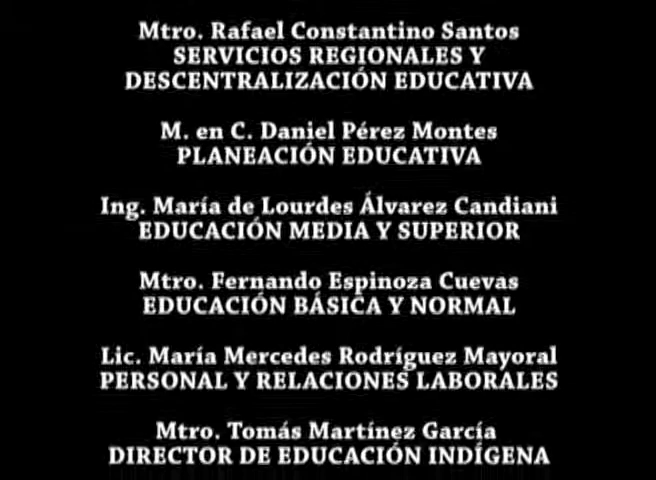 Mtro. Rafael Constantino Santos
SERVICIOS REGIONALES Y
DESCENTRALIZACIÓN EDUCATIVA
M. en C. Daniel Pérez Montes
PLANEACIÓN EDUCATIVA
Ing. María de Lourdes Álvarez Candiani
EDUCACIÓN MEDIA Y SUPERIOR
Mtro. Fernando Espinoza Cuevas
EDUCACIÓN BÁSICA Y NORMAL
Lic. María Mercedes Rodríguez Mayoral
PERSONAL Y RELACIONES LABORALES
Mtro. Tomás Martínez García
DIRECTOR DE EDUCACIÓN INDÍGENA